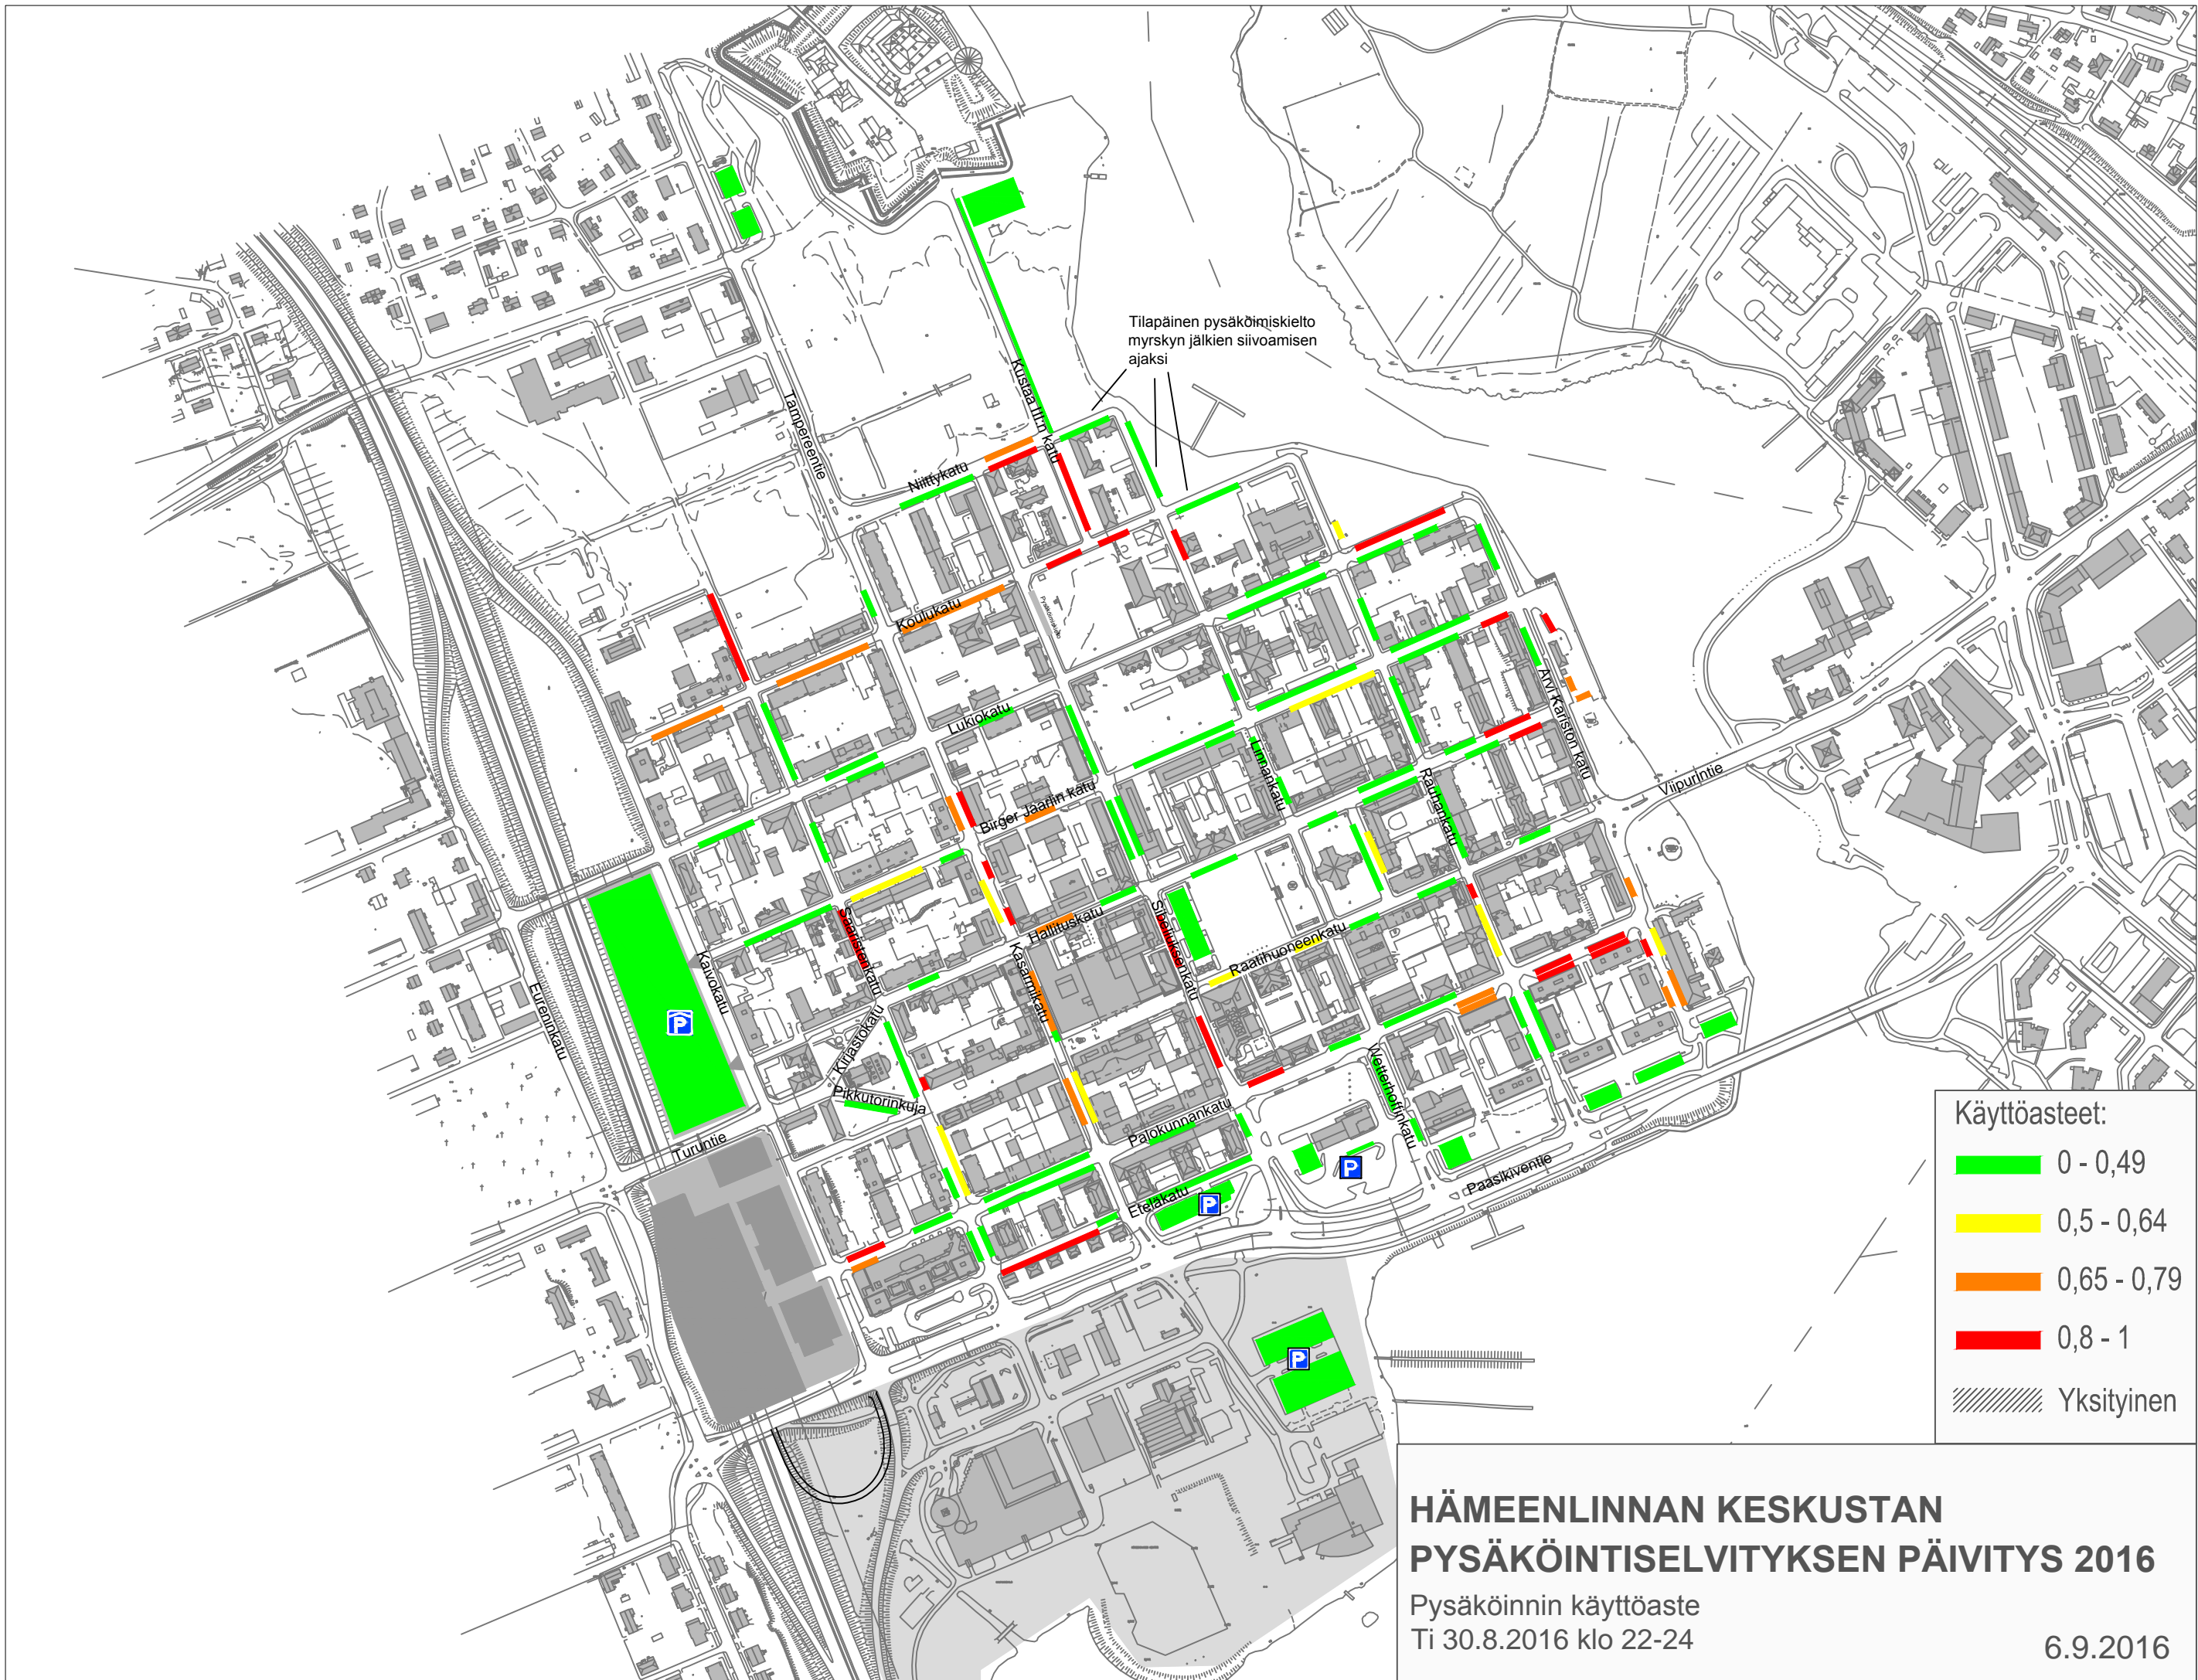 Tilapäinen pysäköimiskielto
myrskyn jälkien siivoamisen
ajaksi
Kustaa III:n katu
Tampereentie
Niittykatu
Koulukatu
Pysäköimiskielto
Lukiokatu
Arvi Kariston katu
Linnankatu
Viipurintie
Birger Jaarlin katu
Rauhankatu
Saaristenkatu
Hallituskatu
Sibeliuksenkatu
Raatihuoneenkatu
Kasarmikatu
Kaivokatu
Eureninkatu
P
Kirjastokatu
Pikkutorinkuja
Wetterhoffinkatu
Palokunnankatu
Turuntie
P
Paasikiventie
Eteläkatu
P
P
Käyttöasteet:
0 - 0,49
0,5 - 0,64
0,65 - 0,79
0,8 - 1
Yksityinen
HÄMEENLINNAN KESKUSTAN
PYSÄKÖINTISELVITYKSEN PÄIVITYS 2016
Pysäköinnin käyttöaste
Ti 30.8.2016 klo 22-24
6.9.2016